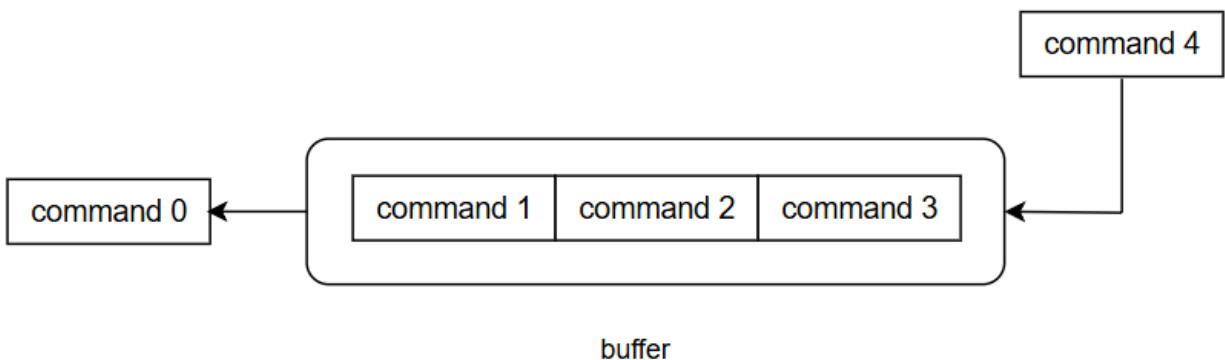 command 4
command 0
command 1
command 2
command 3
buffer